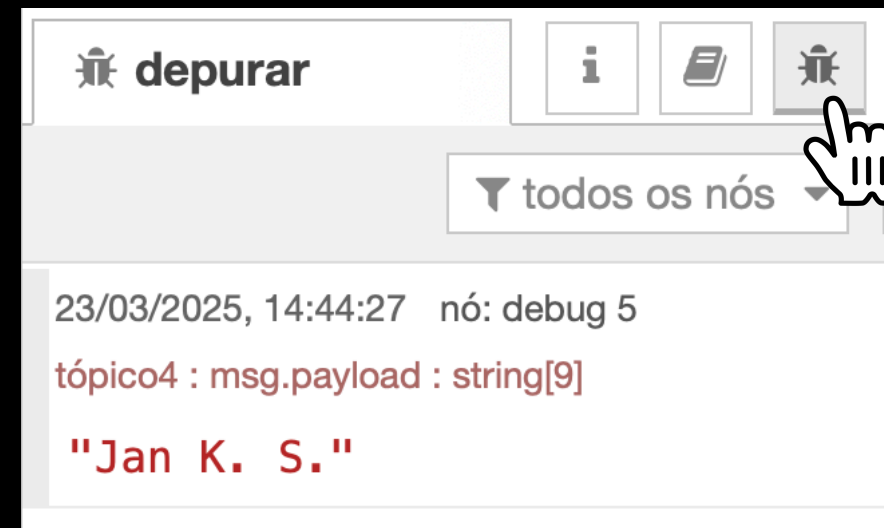 depurar
todos os nós
23/03/2025, 14:44:27 nó: debug 5
tópico4 : msg.payload : string[9]
"Jan K. S."